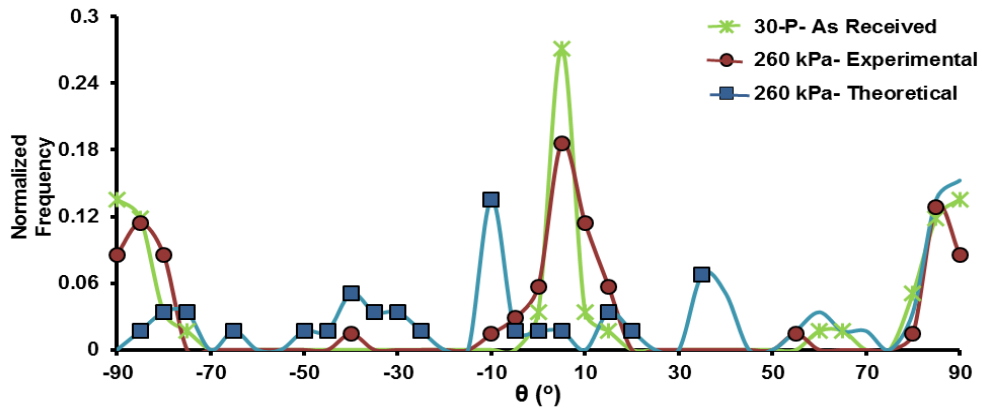 0.3
0.24
0.18
0.12
0.06
0
Normalized
Frequency
-90
-70
-50
-30
-10
10
30
50
70
90
θ (°)
30-P- As Received
260 kPa- Experimental
260 kPa- Theoretical